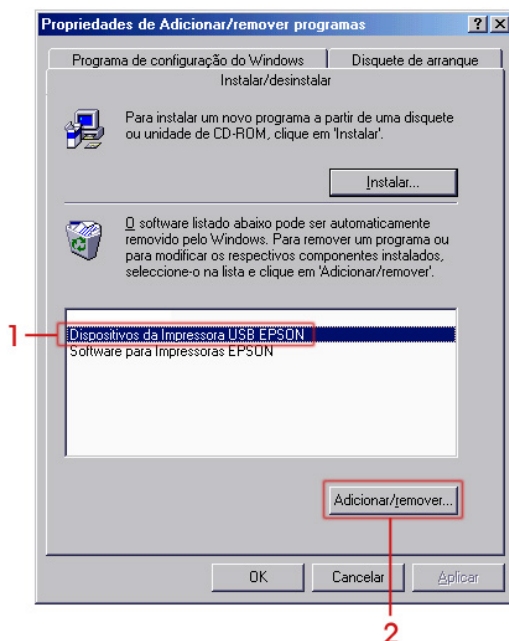 Propriedades de Adicionar/remover programas
Programa de configuração do Windows
Disquete de arranque
Instalar/desinstalar
Para instalar um novo programa a partir de uma disquete
ou unidade de CD-ROM, clique em 'Instalar'.
Instalar...
O software listado abaixo pode ser automaticamente
removido pelo Windows. Para remover um programa ou
para modificar os respectivos componentes instalados,
seleccione-o na lista e clique em 'Adicionar/remover'.
1
Dispositivos da Impressora USB EPSON
Software para Impressoras EPSON
Adicionar/remover...
OK
Cancelar
Aplicar
2